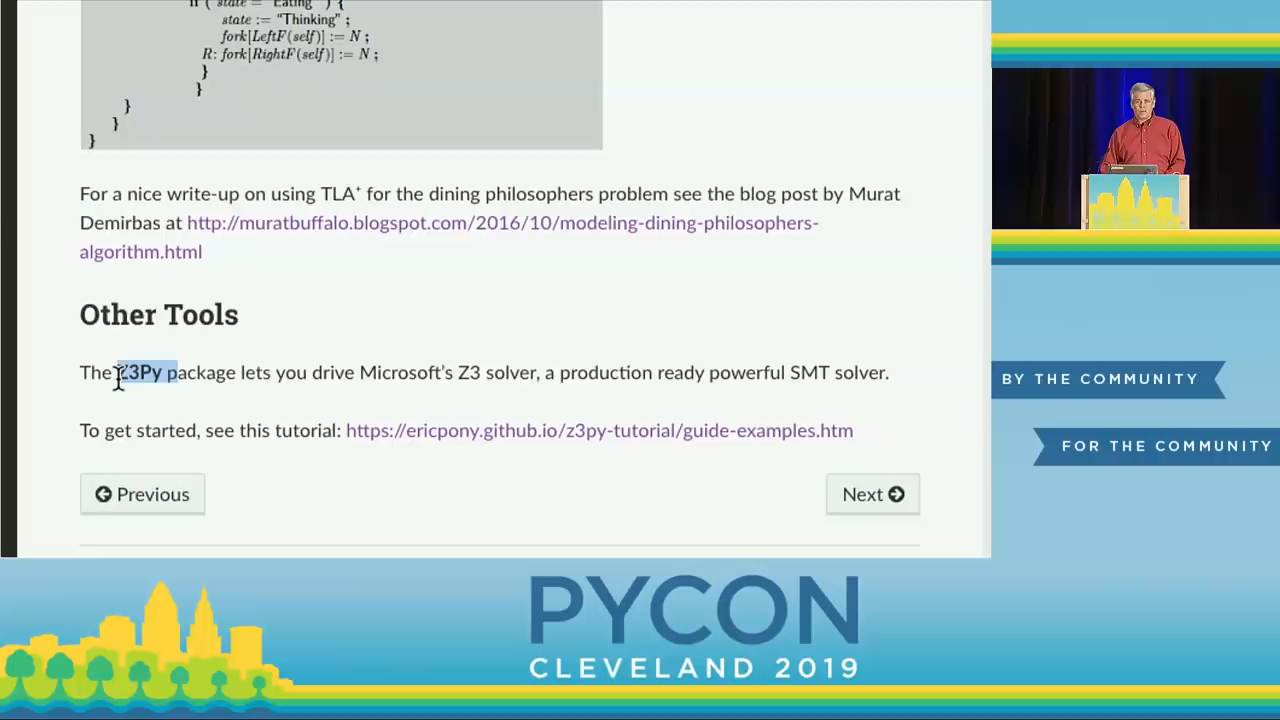 if ( state = "Eating" ) {
state := "Thinking" ;
fork[LeftF(self)] := N ;
R: fork[RightF(self)] := N ;
}
}
}
}
}
For a nice write-up on using TLA+ for the dining philosophers problem see the blog post by Murat
Demirbas at http://muratbuffalo.blogspot.com/2016/10/modeling-dining-philosophers-
algorithm.html
Other Tools
The Z3Py package lets you drive Microsoft's Z3 solver, a production ready powerful SMT solver.
To get started, see this tutorial: https://ericpony.github.io/z3py-tutorial/guide-examples.htm
Previous
Next
BY THE COMMUNITY
FOR THE COMMUNITY
PYCON
CLEVELAND 2019